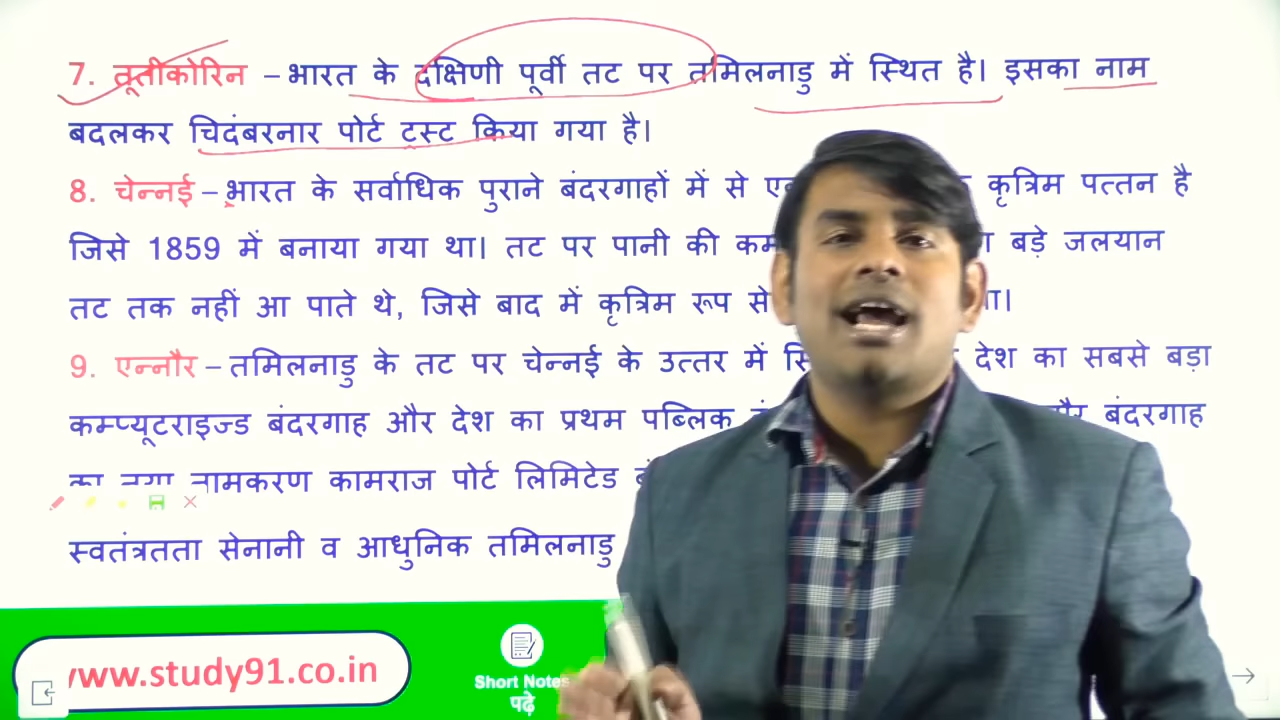 7. तूतीकोरिन – भारत के दक्षिणी पूर्वी तट पर तमिलनाडु में स्थित है। इसका नाम
बदलकर चिदंबरनार पोर्ट ट्रस्ट किया गया है।
8. चेन्नई – भारत के सर्वाधिक पुराने बंदरगाहों में से कृत्रिम पत्तन है
जिसे 1859 में बनाया गया था। तट पर पानी की बड़े जलयान
तट तक नहीं आ पाते थे, जिसे बाद में कृत्रिम रूप से
9. एन्नौर – तमिलनाडु के तट पर चेन्नई के उत्तर में देश का सबसे बड़ा
कम्प्यूटराइज्ड बंदरगाह और देश का प्रथम पब्लिक बंदरगाह
नामकरण कामराज पोर्ट लिमिटेड
स्वतंत्रतता सेनानी व आधुनिक तमिलनाडु
www.study91.co.in
Short Notes
पढ़े